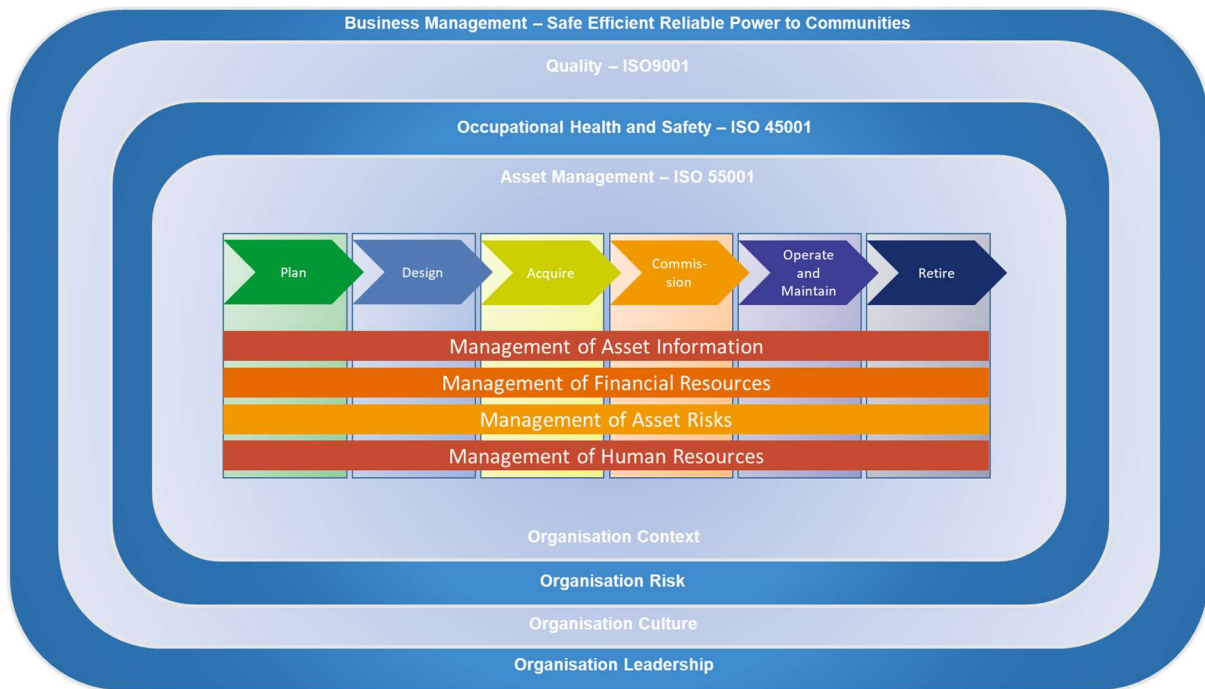 Business Management – Safe Efficient Reliable Power to Communities
Quality – ISO9001
Occupational Health and Safety – ISO 45001
Asset Management – ISO 55001
Plan
Design
Acquire
Commis-
sion
Operate
and
Maintain
Retire
Management of Asset Information
Management of Financial Resources
Management of Asset Risks
Management of Human Resources
Organisation Context
Organisation Risk
Organisation Culture
Organisation Leadership